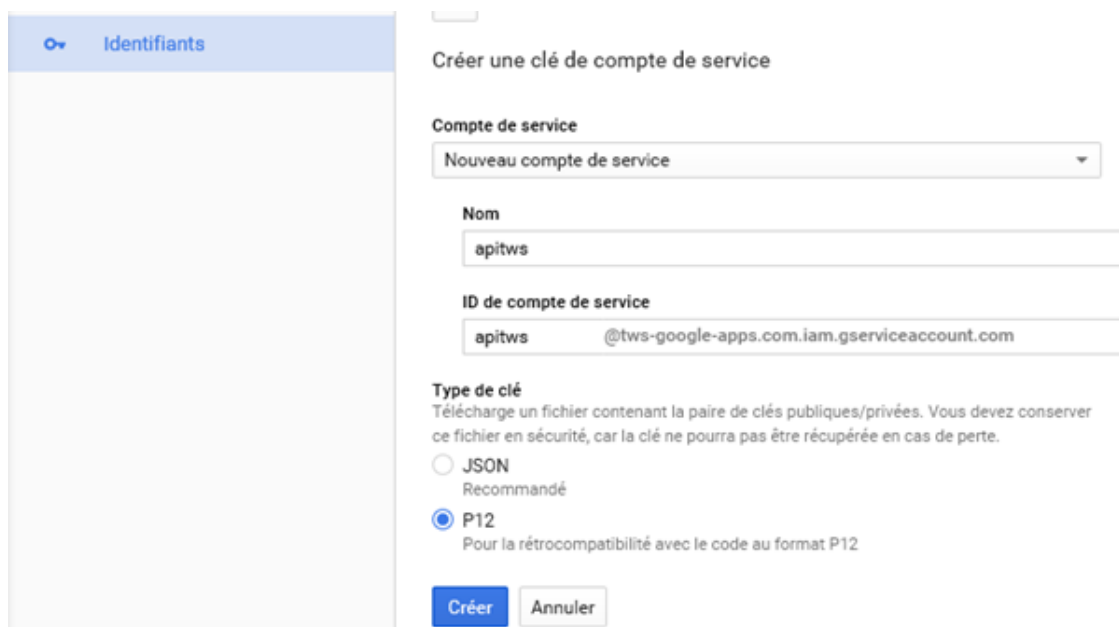 Identifiants
Créer une clé de compte de service
Compte de service
Nouveau compte de service
Nom
apitws
ID de compte de service
apitws @tws-google-apps.com.iam.gserviceaccount.com
Type de clé
Télécharge un fichier contenant la paire de clés publiques/privées. Vous devez conserver
ce fichier en sécurité, car la clé ne pourra pas être récupérée en cas de perte.
JSON
Recommandé
P12
Pour la rétrocompatibilité avec le code au format P12
Créer Annuler